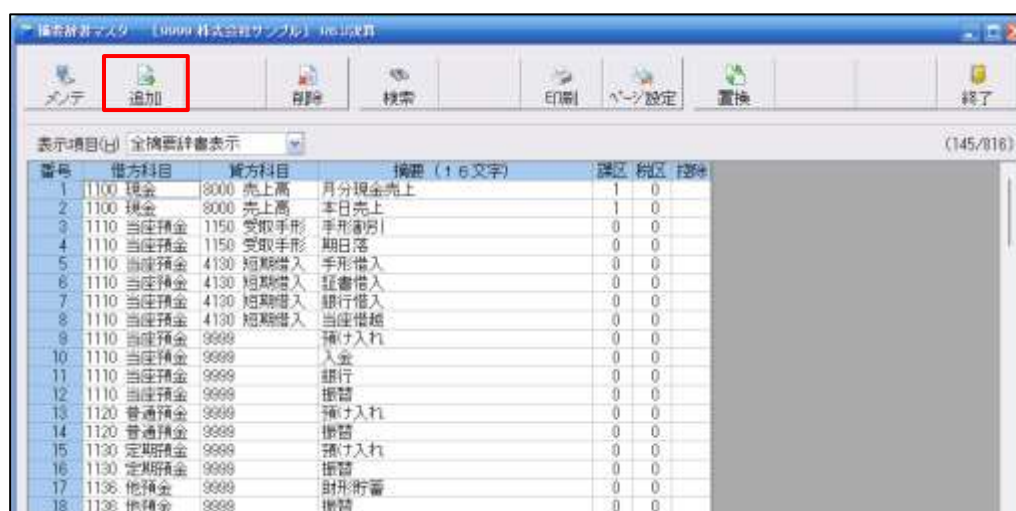 摘要辞書マスタ 【9999 株式会社サンプル】
メンテ 追加 削除 検索 印刷 ページ設定 置換 終了
表示項目(H) 全摘要辞書表示 (145/816)
番号 借方科目 貸方科目 摘要 (16文字) 課区 税区 控除
1 1100 現金 8000 売上高 月分現金売上 1 0
2 1100 現金 8000 売上高 本日売上 1 0
3 1110 当座預金 1150 受取手形 手形割引 0 0
4 1110 当座預金 1150 受取手形 期日落 0 0
5 1110 当座預金 4130 短期借入 手形借入 0 0
6 1110 当座預金 4130 短期借入 証書借入 0 0
7 1110 当座預金 4130 短期借入 銀行借入 0 0
8 1110 当座預金 4130 短期借入 当座借越 0 0
9 1110 当座預金 9999 預け入れ 0 0
10 1110 当座預金 9999 入金 0 0
11 1110 当座預金 9999 銀行 0 0
12 1110 当座預金 9999 振替 0 0
13 1120 普通預金 9999 預け入れ 0 0
14 1120 普通預金 9999 振替 0 0
15 1130 定期預金 9999 預け入れ 0 0
16 1130 定期預金 9999 振替 0 0
17 1136 他預金 9999 財形貯蓄 0 0
18 1136 他預金 9999 振替 0 0